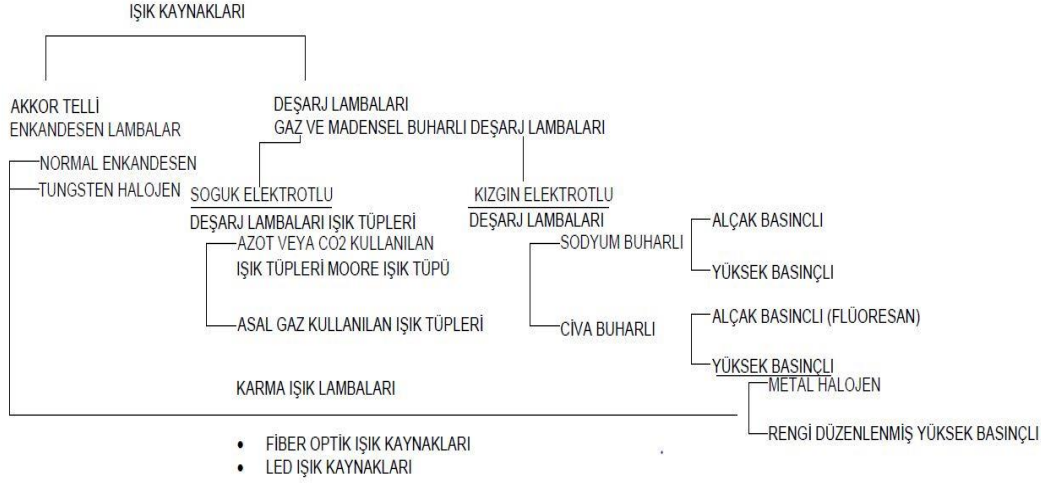 IŞIK KAYNAKLARI
AKKOR TELLİ
ENKANDESEN LAMBALAR
NORMAL ENKANDESEN
TUNGSTEN HALOJEN
DEŞARJ LAMBALARI
GAZ VE MADENSEL BUHARLI DEŞARJ LAMBALARI
SOGUK ELEKTROTLU
DEŞARJ LAMBALARI IŞIK TÜPLERİ
AZOT VEYA CO2 KULLANILAN
IŞIK TÜPLERİ MOORE IŞIK TÜPÜ
ASAL GAZ KULLANILAN IŞIK TÜPLERİ
KIZGIN ELEKTROTLU
DEŞARJ LAMBALARI
SODYUM BUHARLI
ALÇAK BASINCLI
YÜKSEK BASINÇLI
CİVA BUHARLI
ALÇAK BASINCLI (FLÜORESAN)
YÜKSEK BASINÇLI
METAL HALOJEN
RENGİ DÜZENLENMİŞ YÜKSEK BASINÇLI
KARMA IŞIK LAMBALARI
• FİBER OPTİK IŞIK KAYNAKLARI
• LED IŞIK KAYNAKLARI